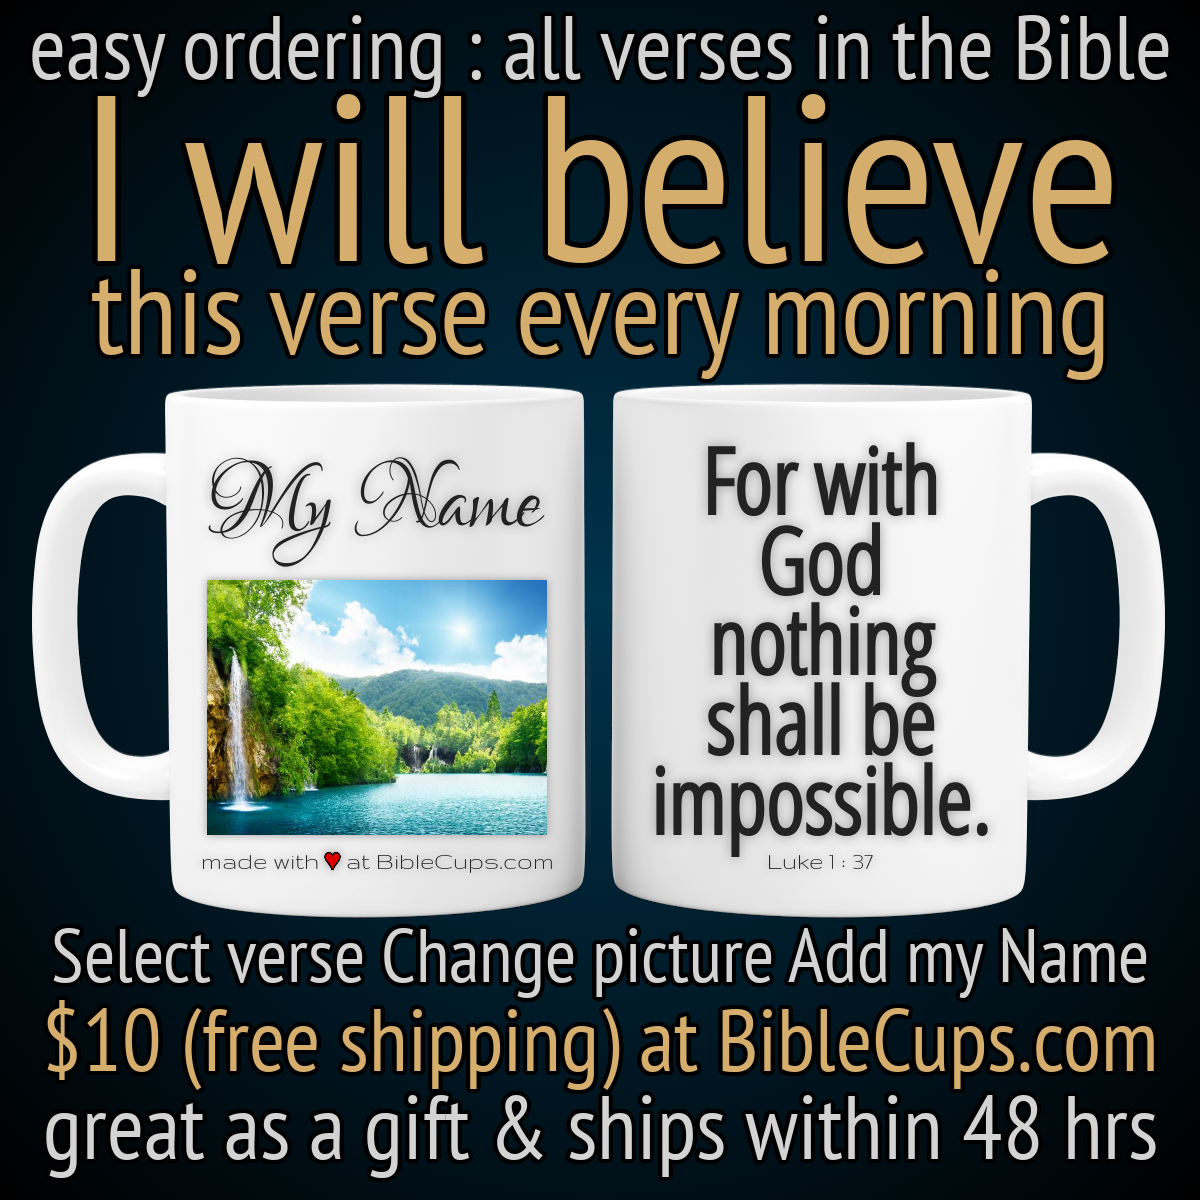 easy ordering : all verses in the Bible
I will believe
this verse every morning
My Name
made with ♥ at BibleCups.com
For with
God
nothing
shall be
impossible.
Luke 1 : 37
Select verse Change picture Add my Name
$10 (free shipping) at BibleCups.com
great as a gift & ships within 48 hrs